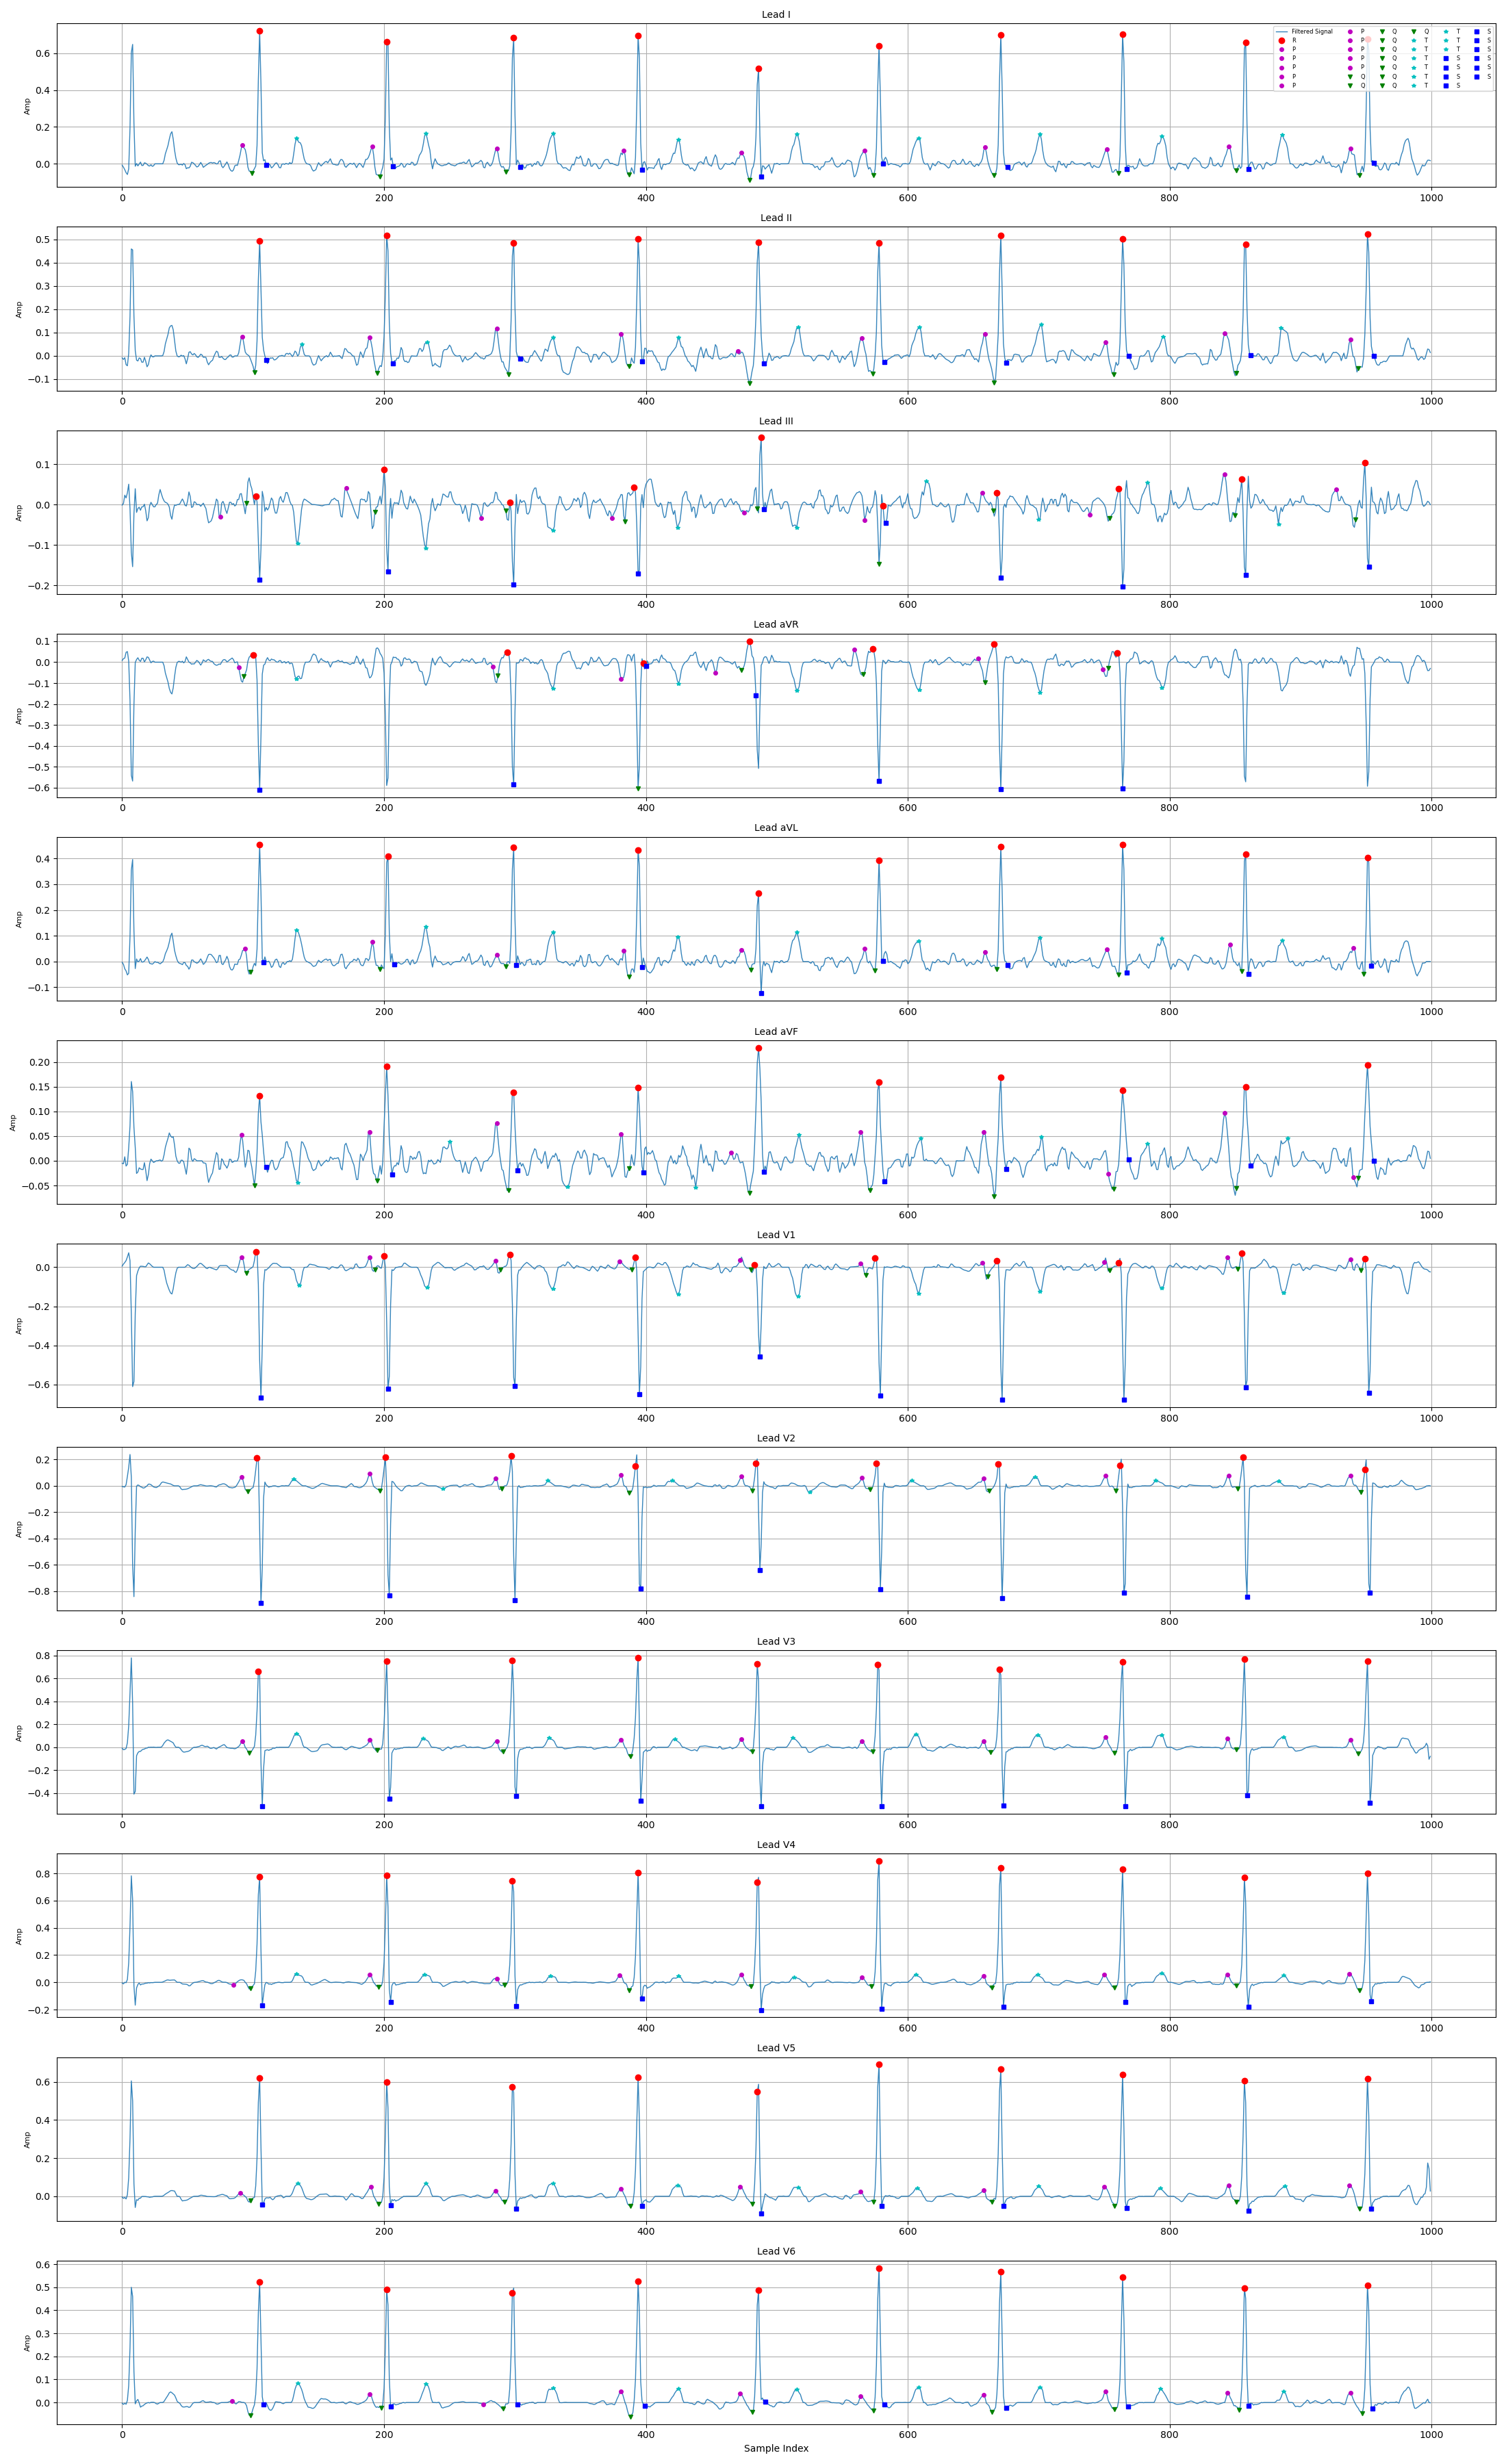 Lead I
Filtered Signal P Q Q T S
R P Q T T S
P P Q T T S
P P Q T S S
P P Q T S S
P Q Q T S S
P Q Q T S
Amp
0.6
0.4
0.2
0.0
0 200 400 600 800 1000
Lead II
Amp
0.5
0.4
0.3
0.2
0.1
0.0
−0.1
0 200 400 600 800 1000
Lead III
Amp
0.1
0.0
−0.1
−0.2
0 200 400 600 800 1000
Lead aVR
Amp
0.1
0.0
−0.1
−0.2
−0.3
−0.4
−0.5
−0.6
0 200 400 600 800 1000
Lead aVL
Amp
0.4
0.3
0.2
0.1
0.0
−0.1
0 200 400 600 800 1000
Lead aVF
Amp
0.20
0.15
0.10
0.05
0.00
−0.05
0 200 400 600 800 1000
Lead V1
Amp
0.0
−0.2
−0.4
−0.6
0 200 400 600 800 1000
Lead V2
Amp
0.2
0.0
−0.2
−0.4
−0.6
−0.8
0 200 400 600 800 1000
Lead V3
Amp
0.8
0.6
0.4
0.2
0.0
−0.2
−0.4
0 200 400 600 800 1000
Lead V4
Amp
0.8
0.6
0.4
0.2
0.0
−0.2
0 200 400 600 800 1000
Lead V5
Amp
0.6
0.4
0.2
0.0
0 200 400 600 800 1000
Lead V6
Amp
0.6
0.5
0.4
0.3
0.2
0.1
0.0
0 200 400 600 800 1000
Sample Index